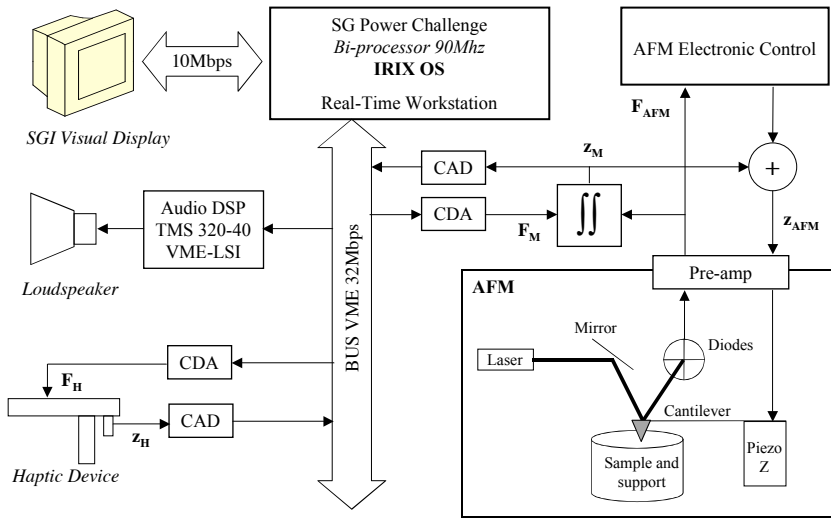 SG Power Challenge
Bi-processor 90Mhz
IRIX OS
Real-Time Workstation
10Mbps
SGI Visual Display
AFM Electronic Control
F_AFM
z_M
CAD
+
Audio DSP
TMS 320-40
VME-LSI
CDA
F_M
∫∫
z_AFM
Loudspeaker
BUS VME 32Mbps
AFM
Pre-amp
Mirror
Diodes
Laser
CDA
F_H
CAD
z_H
Haptic Device
Cantilever
Sample and
support
Piezo
Z